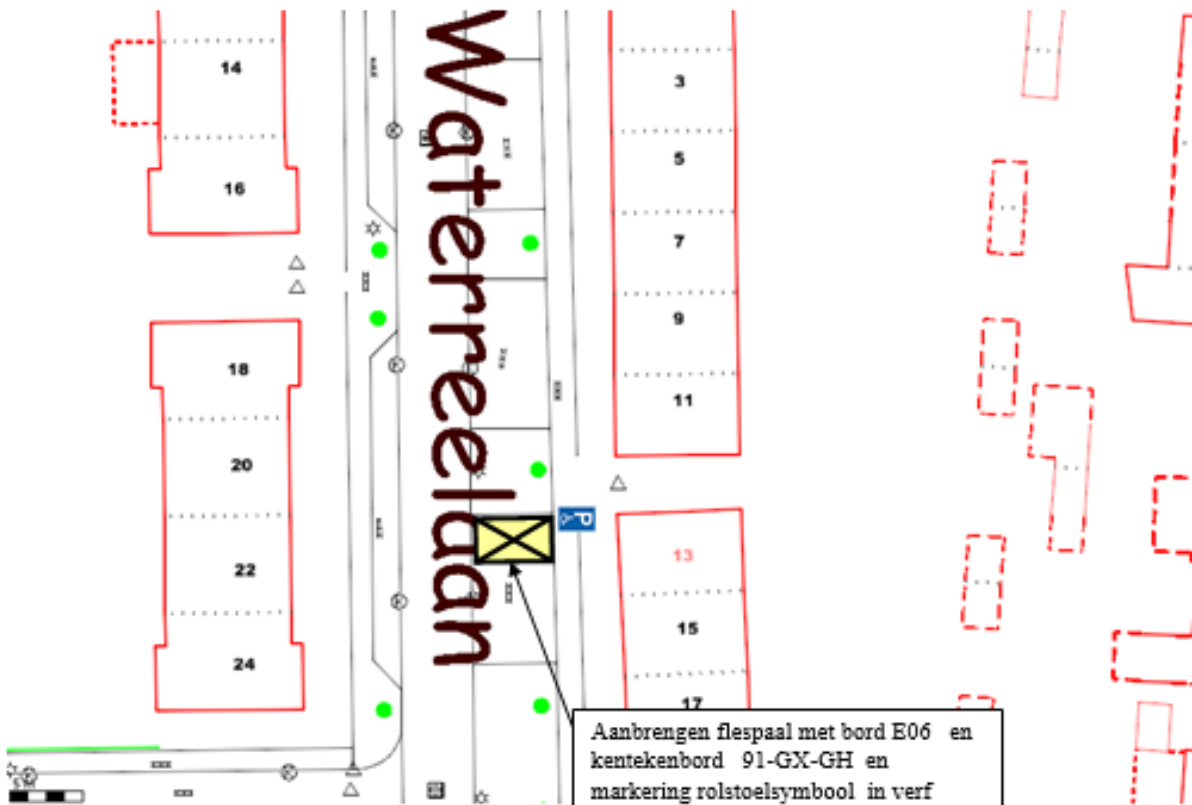 Waterreelaan
14
16
18
20
22
24
3
5
7
9
11
13
15
17
P
Aanbrengen flespaal met bord E06 en
kentekenbord 91-GX-GH en
markering rolstoelsymbool in verf